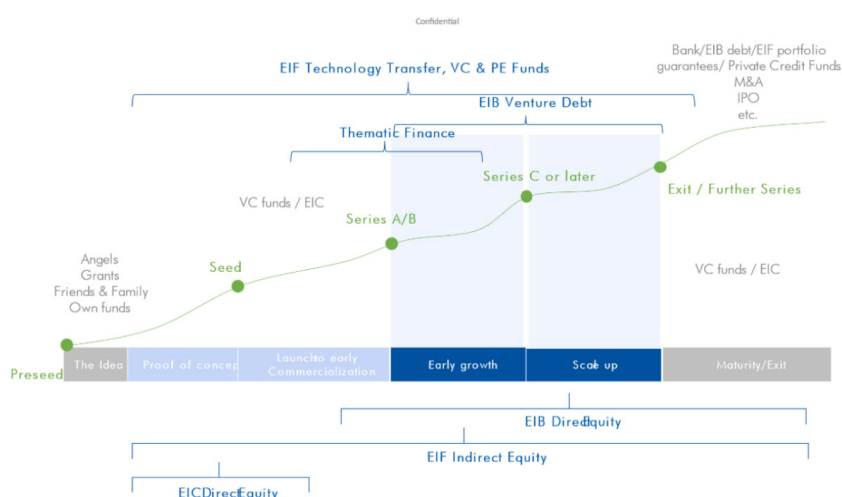 Confidential
Bank/EIB debt/EIF portfolio
guarantees/ Private Credit Funds
M&A
IPO
etc.
EIF Technology Transfer, VC & PE Funds
EIB Venture Debt
Thematic Finance
Series C or later
Exit / Further Series
VC funds / EIC
Series A/B
Angels
Grants
Friends & Family
Own funds
Seed
VC funds / EIC
Preseed
The Idea
Proof of concep
Launchto early
Commercialization
Early growth
Scale up
Maturity/Exit
EIB DirectEquity
EIF Indirect Equity
EICDirectEquity